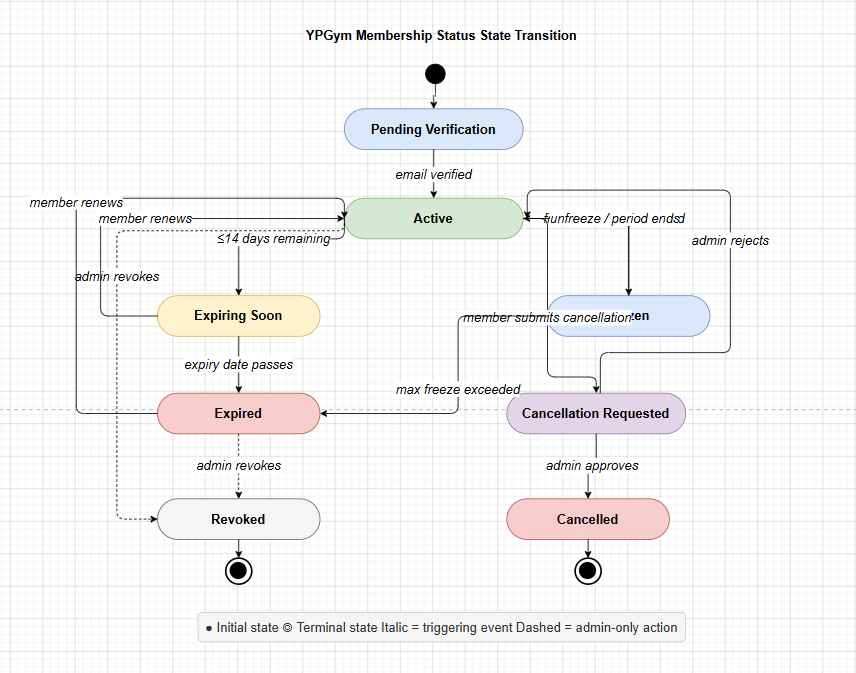 YPGym Membership Status State Transition
Pending Verification
email verified
member renews
member renews
Active
unfreeze / period ends
≤14 days remaining
admin rejects
admin revokes
Expiring Soon
member submits cancellation
expiry date passes
max freeze exceeded
Expired
Cancellation Requested
admin revokes
admin approves
Revoked
Cancelled
● Initial state ◎ Terminal state Italic = triggering event Dashed = admin-only action